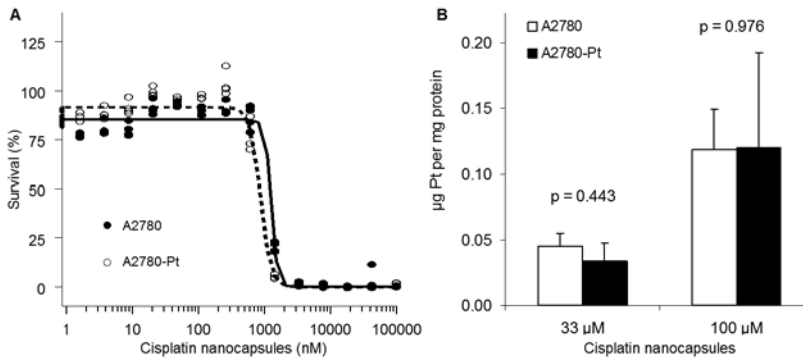 A
125
100
75
50
25
0
Survival (%)
A2780
A2780-Pt
1 10 100 1000 10000 100000
Cisplatin nanocapsules (nM)
B
A2780
A2780-Pt
p = 0.976
p = 0.443
0.20
0.15
0.10
0.05
0.00
µg Pt per mg protein
33 µM 100 µM
Cisplatin nanocapsules